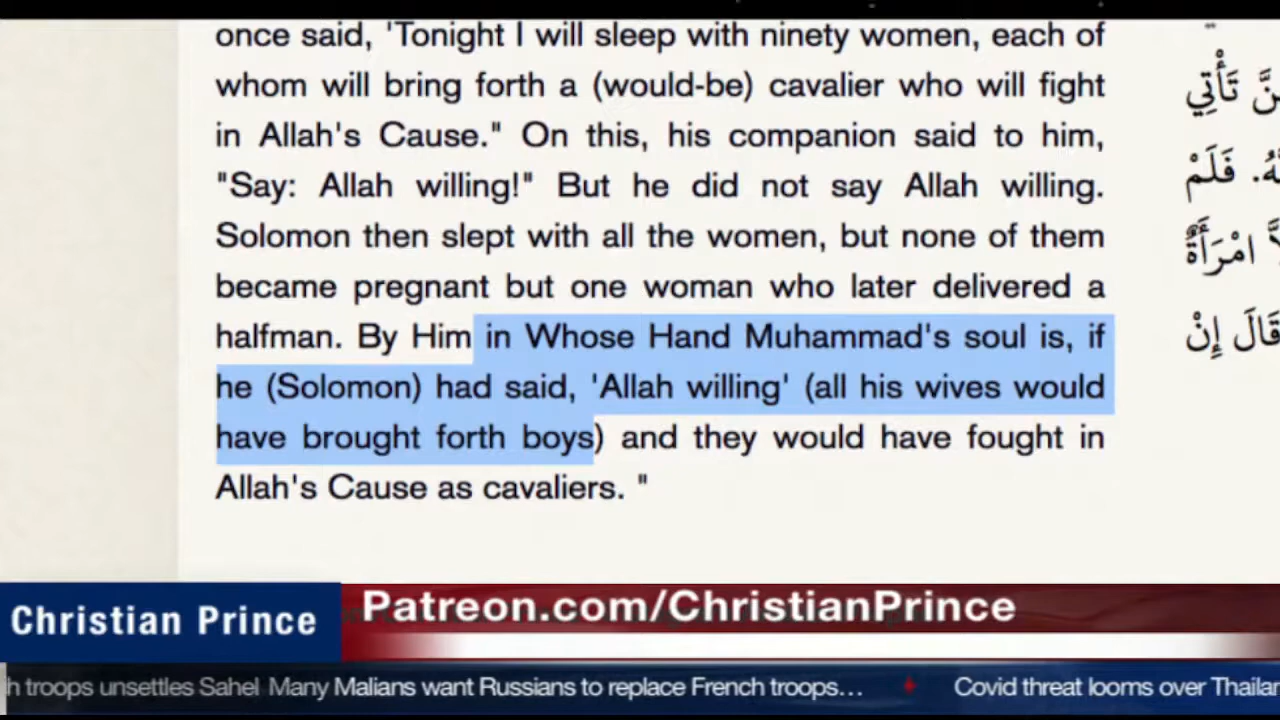 once said, 'Tonight I will sleep with ninety women, each of
whom will bring forth a (would-be) cavalier who will fight
in Allah's Cause." On this, his companion said to him,
"Say: Allah willing!" But he did not say Allah willing.
Solomon then slept with all the women, but none of them
became pregnant but one woman who later delivered a
halfman. By Him in Whose Hand Muhammad's soul is, if
he (Solomon) had said, 'Allah willing' (all his wives would
have brought forth boys) and they would have fought in
Allah's Cause as cavaliers. "
نَّ تَأْتِي
هُ. فَلَمْ
لاَّ امْرَأَةٌ
قَالَ إِنْ
Christian Prince
Patreon.com/ChristianPrince
h troops unsettles Sahel Many Malians want Russians to replace French troops... Covid threat looms over Thailan